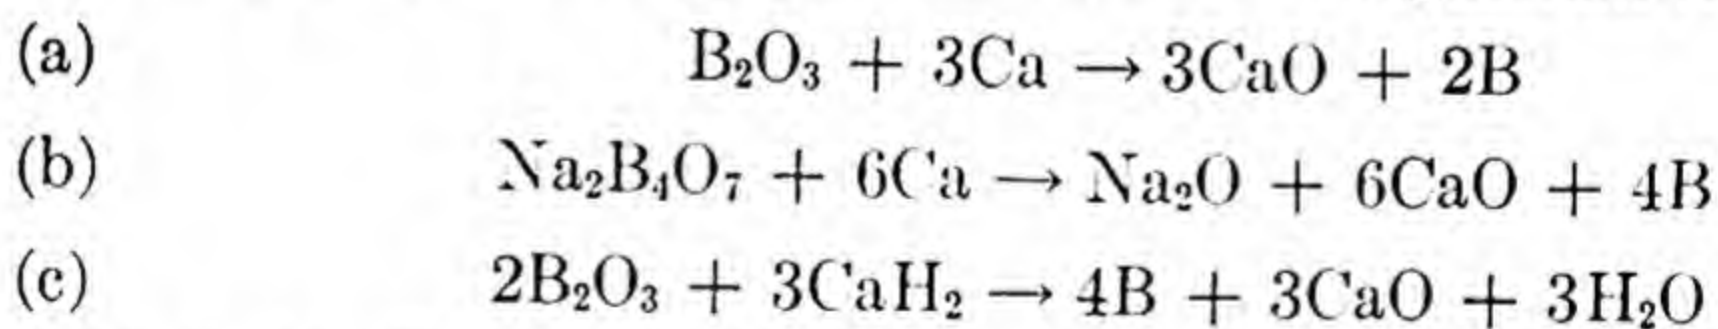 (a) B₂O₃ + 3Ca → 3CaO + 2B
(b) Na₂B₄O₇ + 6Ca → Na₂O + 6CaO + 4B
(c) 2B₂O₃ + 3CaH₂ → 4B + 3CaO + 3H₂O